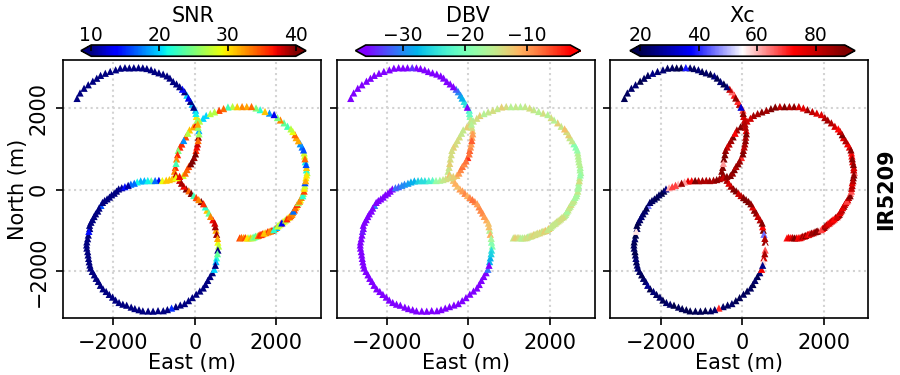 SNR DBV Xc
10 20 30 40 −30 −20 −10 20 40 60 80
2000
0
−2000
North (m)
IR5209
−2000 0 2000 −2000 0 2000 −2000 0 2000
East (m) East (m) East (m)